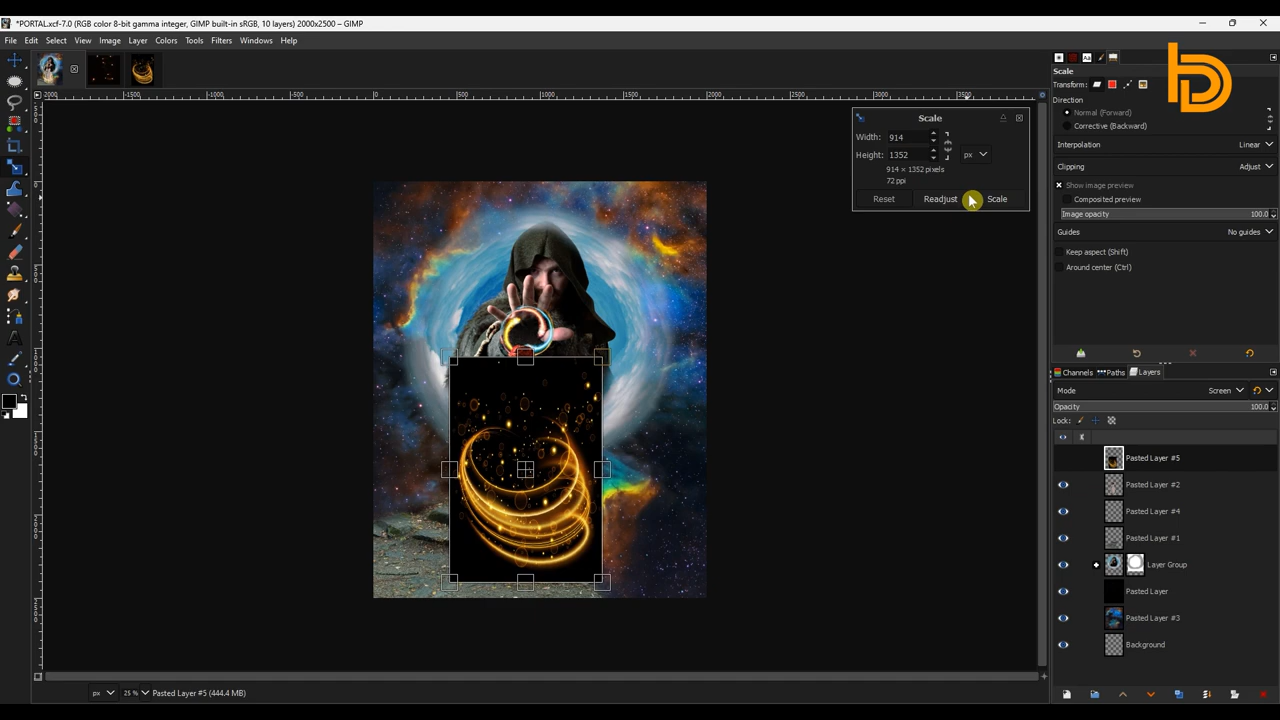 *PORTAL.xcf-7.0 (RGB color 8-bit gamma integer, GIMP built-in sRGB, 10 layers) 2000x2500 – GIMP
File Edit Select View Image Layer Colors Tools Filters Windows Help
Scale
Transform:
Direction
Normal (Forward)
Corrective (Backward)
Interpolation Linear
Clipping Adjust
Show image preview
Composited preview
Image opacity 100.0
Guides No guides
Keep aspect (Shift)
Around center (Ctrl)
Scale
Width: 914
Height: 1352 px
914 × 1352 pixels
72 ppi
Reset Readjust Scale
Channels Paths Layers
Mode Screen
Opacity 100.0
Lock:
Pasted Layer #5
Pasted Layer #2
Pasted Layer #4
Pasted Layer #1
Layer Group
Pasted Layer
Pasted Layer #3
Background
px 25 % Pasted Layer #5 (444.4 MB)